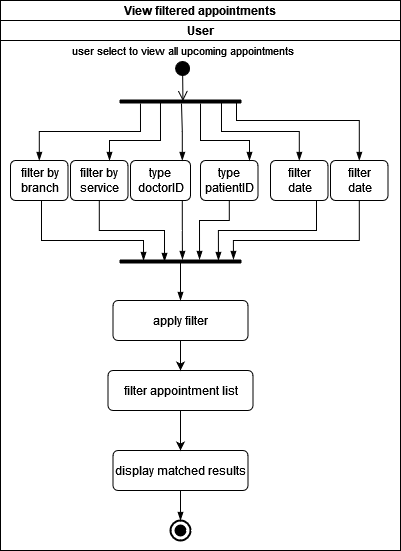 View filtered appointments
User
user select to view all upcoming appointments
filter by
branch
filter by
service
type
doctorID
type
patientID
filter
date
filter
date
apply filter
filter appointment list
display matched results